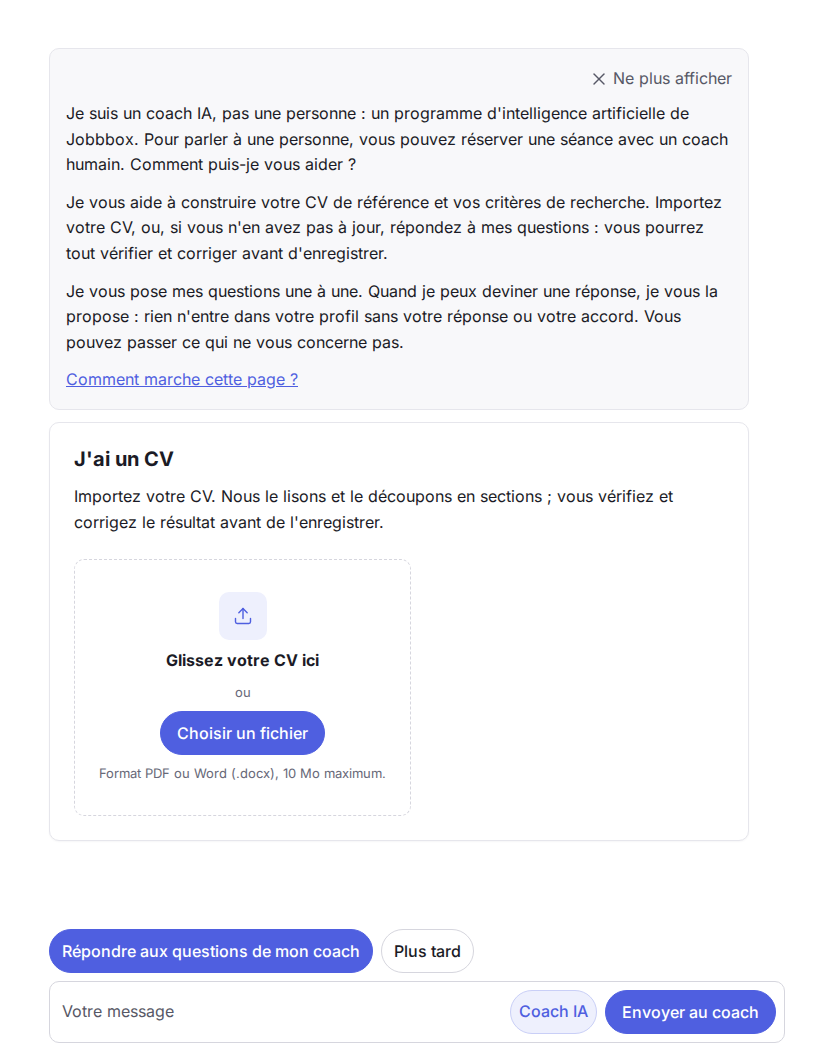 Ne plus afficher
Je suis un coach IA, pas une personne : un programme d'intelligence artificielle de
Jobbbox. Pour parler à une personne, vous pouvez réserver une séance avec un coach
humain. Comment puis-je vous aider ?
Je vous aide à construire votre CV de référence et vos critères de recherche. Importez
votre CV, ou, si vous n'en avez pas à jour, répondez à mes questions : vous pourrez
tout vérifier et corriger avant d'enregistrer.
Je vous pose mes questions une à une. Quand je peux deviner une réponse, je vous la
propose : rien n'entre dans votre profil sans votre réponse ou votre accord. Vous
pouvez passer ce qui ne vous concerne pas.
Comment marche cette page ?
J'ai un CV
Importez votre CV. Nous le lisons et le découpons en sections ; vous vérifiez et
corrigez le résultat avant de l'enregistrer.
Glissez votre CV ici
ou
Choisir un fichier
Format PDF ou Word (.docx), 10 Mo maximum.
Répondre aux questions de mon coach
Plus tard
Votre message
Coach IA
Envoyer au coach